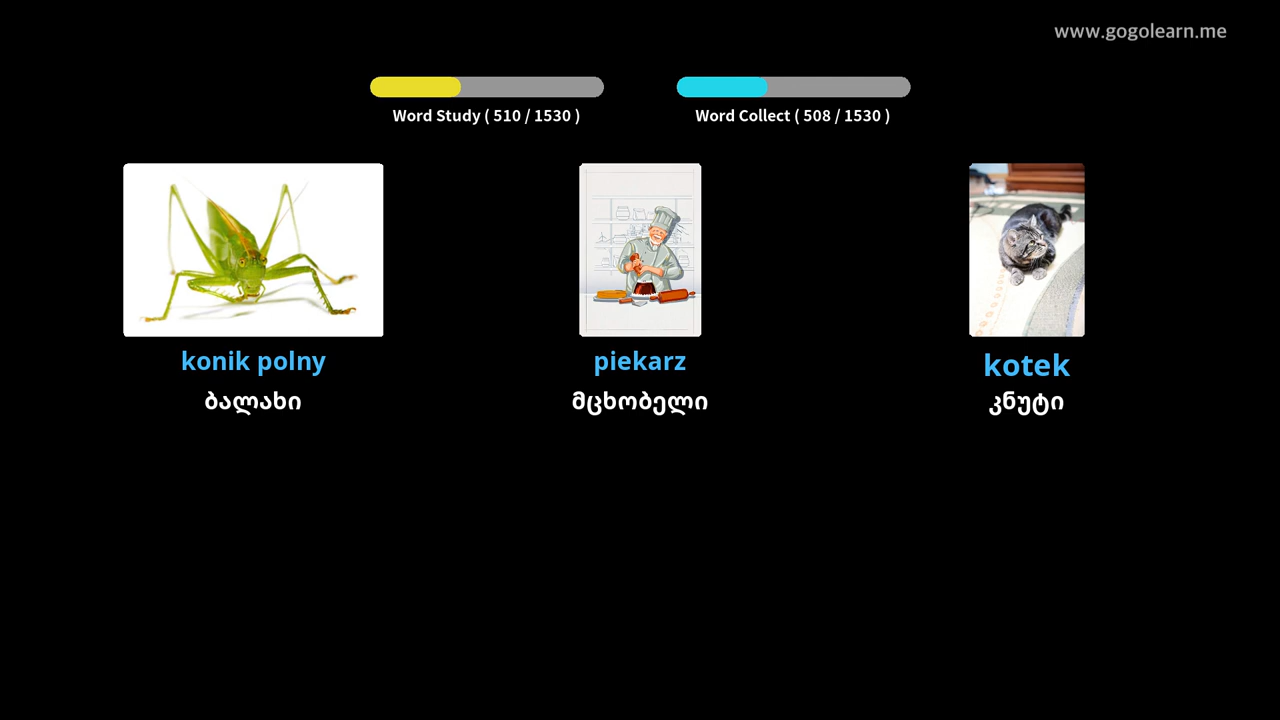 www.gogolearn.me
Word Study ( 510 / 1530 )
Word Collect ( 508 / 1530 )
konik polny
piekarz
kotek
ბალახი
მცხობელი
კნუტი